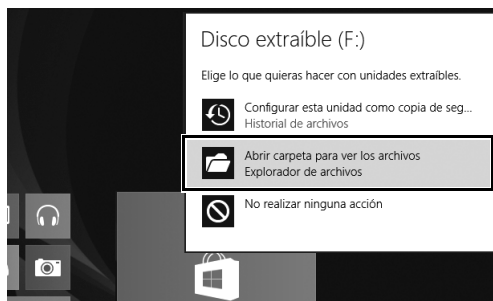 Disco extraíble (F:)
Elige lo que quieras hacer con unidades extraíbles.
Configurar esta unidad como copia de seg...
Historial de archivos
Abrir carpeta para ver los archivos
Explorador de archivos
No realizar ninguna acción